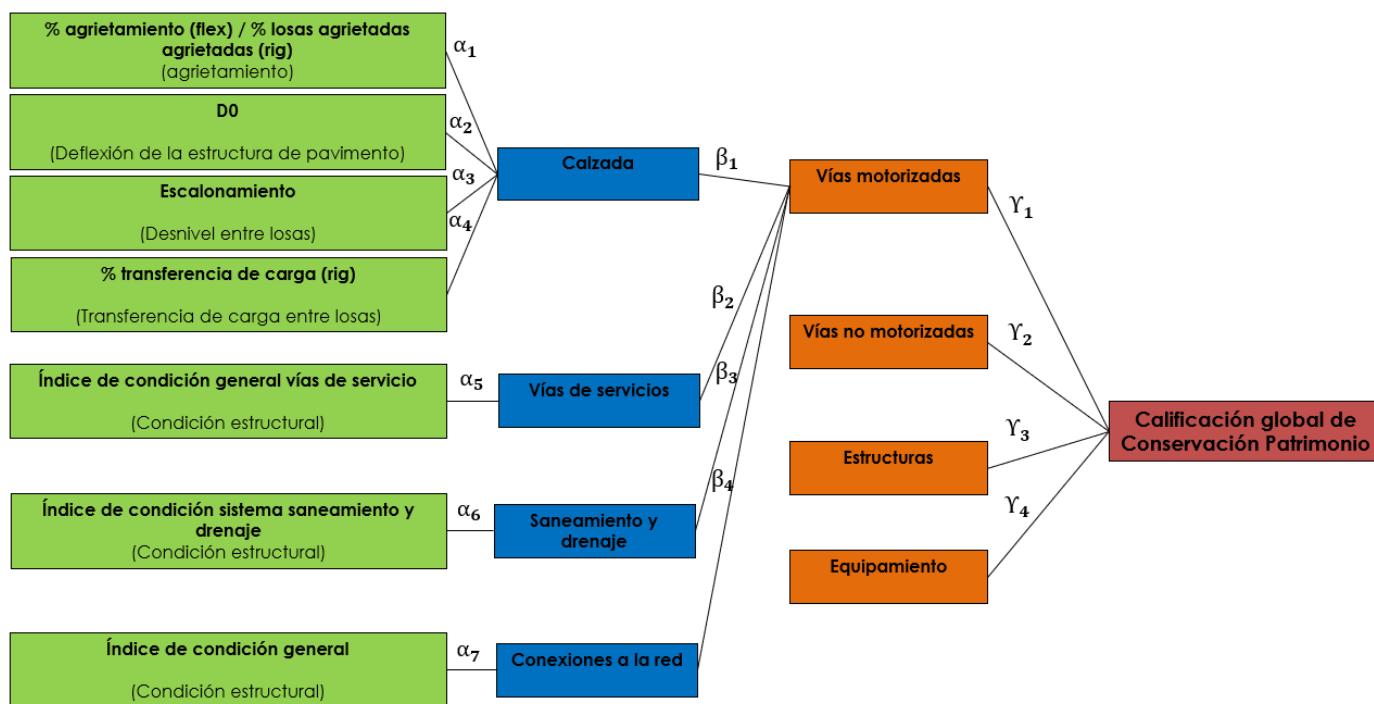 % agrietamiento (flex) / % losas agrietadas
agrietadas (rig)
(agrietamiento)
α1
D0
(Deflexión de la estructura de pavimento)
α2
Escalonamiento
(Desnivel entre losas)
α3
α4
% transferencia de carga (rig)
(Transferencia de carga entre losas)
Calzada
β1
Vías motorizadas
ϒ1
Índice de condición general vías de servicio
(Condición estructural)
α5
Vías de servicios
β2
β3
Vías no motorizadas
ϒ2
Estructuras
ϒ3
Calificación global de
Conservación Patrimonio
Índice de condición sistema saneamiento y
drenaje
(Condición estructural)
α6
Saneamiento y
drenaje
β4
Equipamiento
ϒ4
Índice de condición general
(Condición estructural)
α7
Conexiones a la red